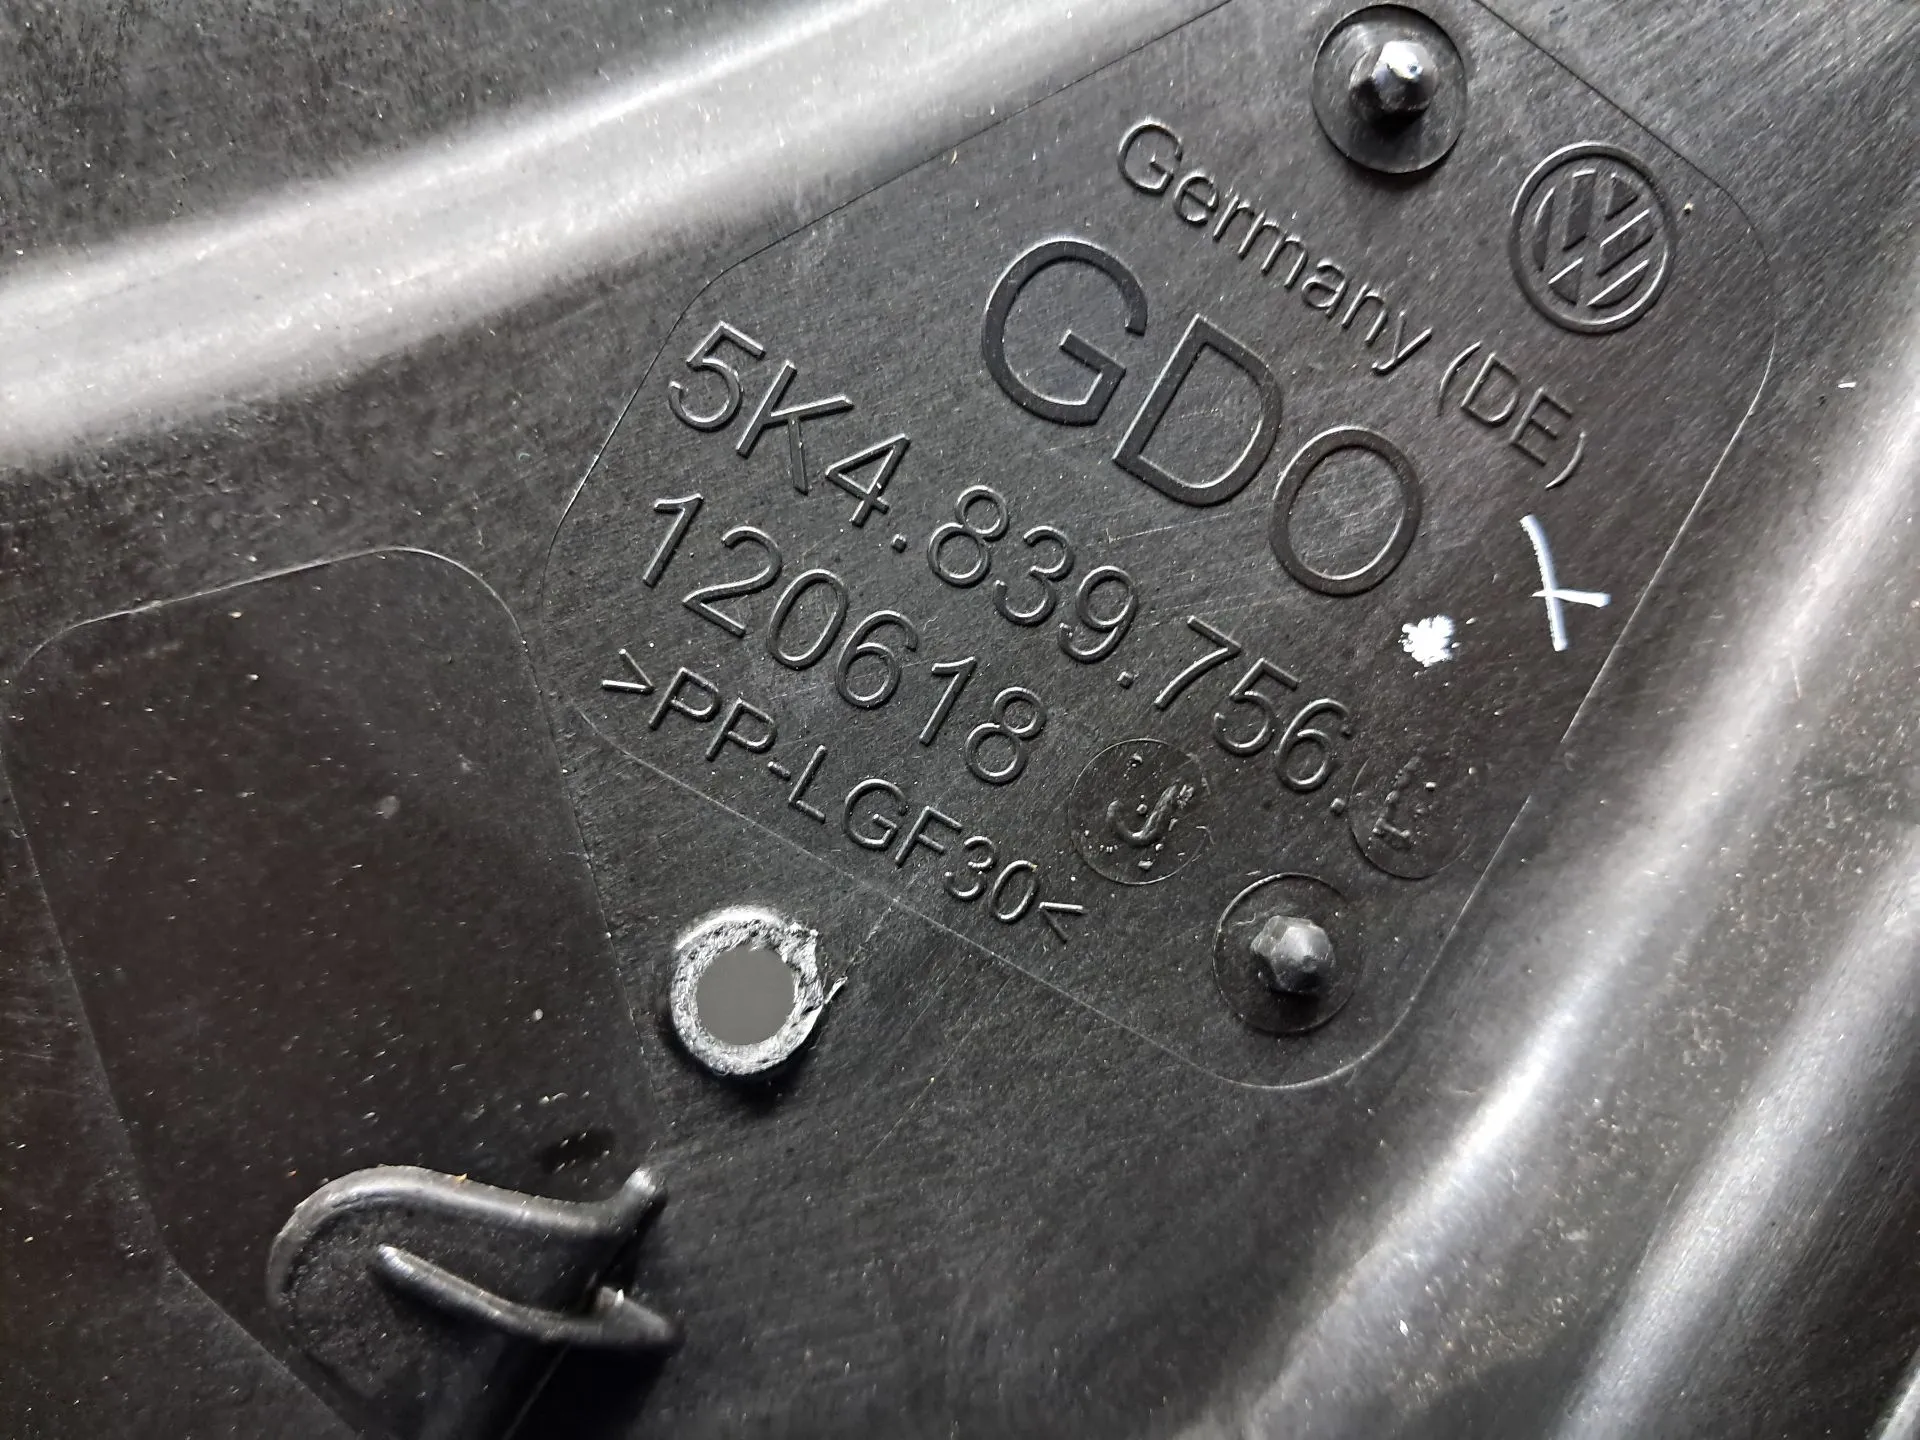 Germany (DE)
GDO
5K4.839.756.
120618 J
>PP-LGF30<